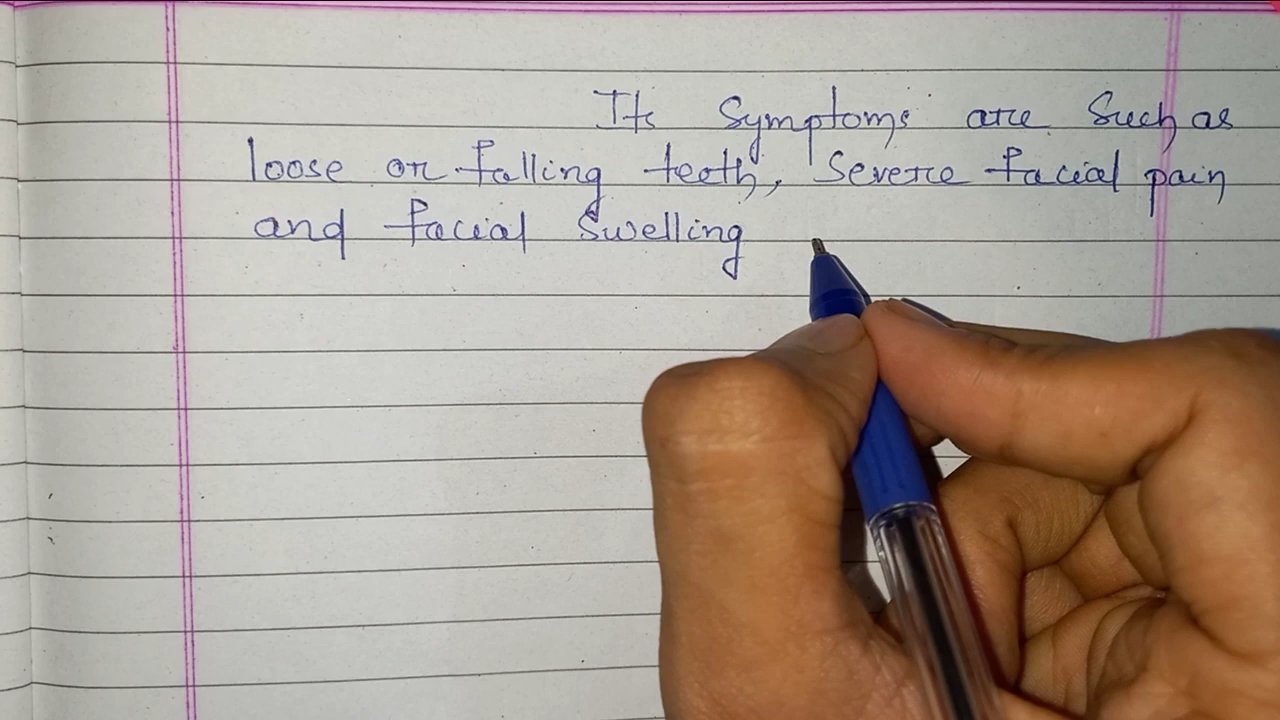 Its Symptoms are Such as
loose or falling teeth, Severe facial pain
and facial Swelling